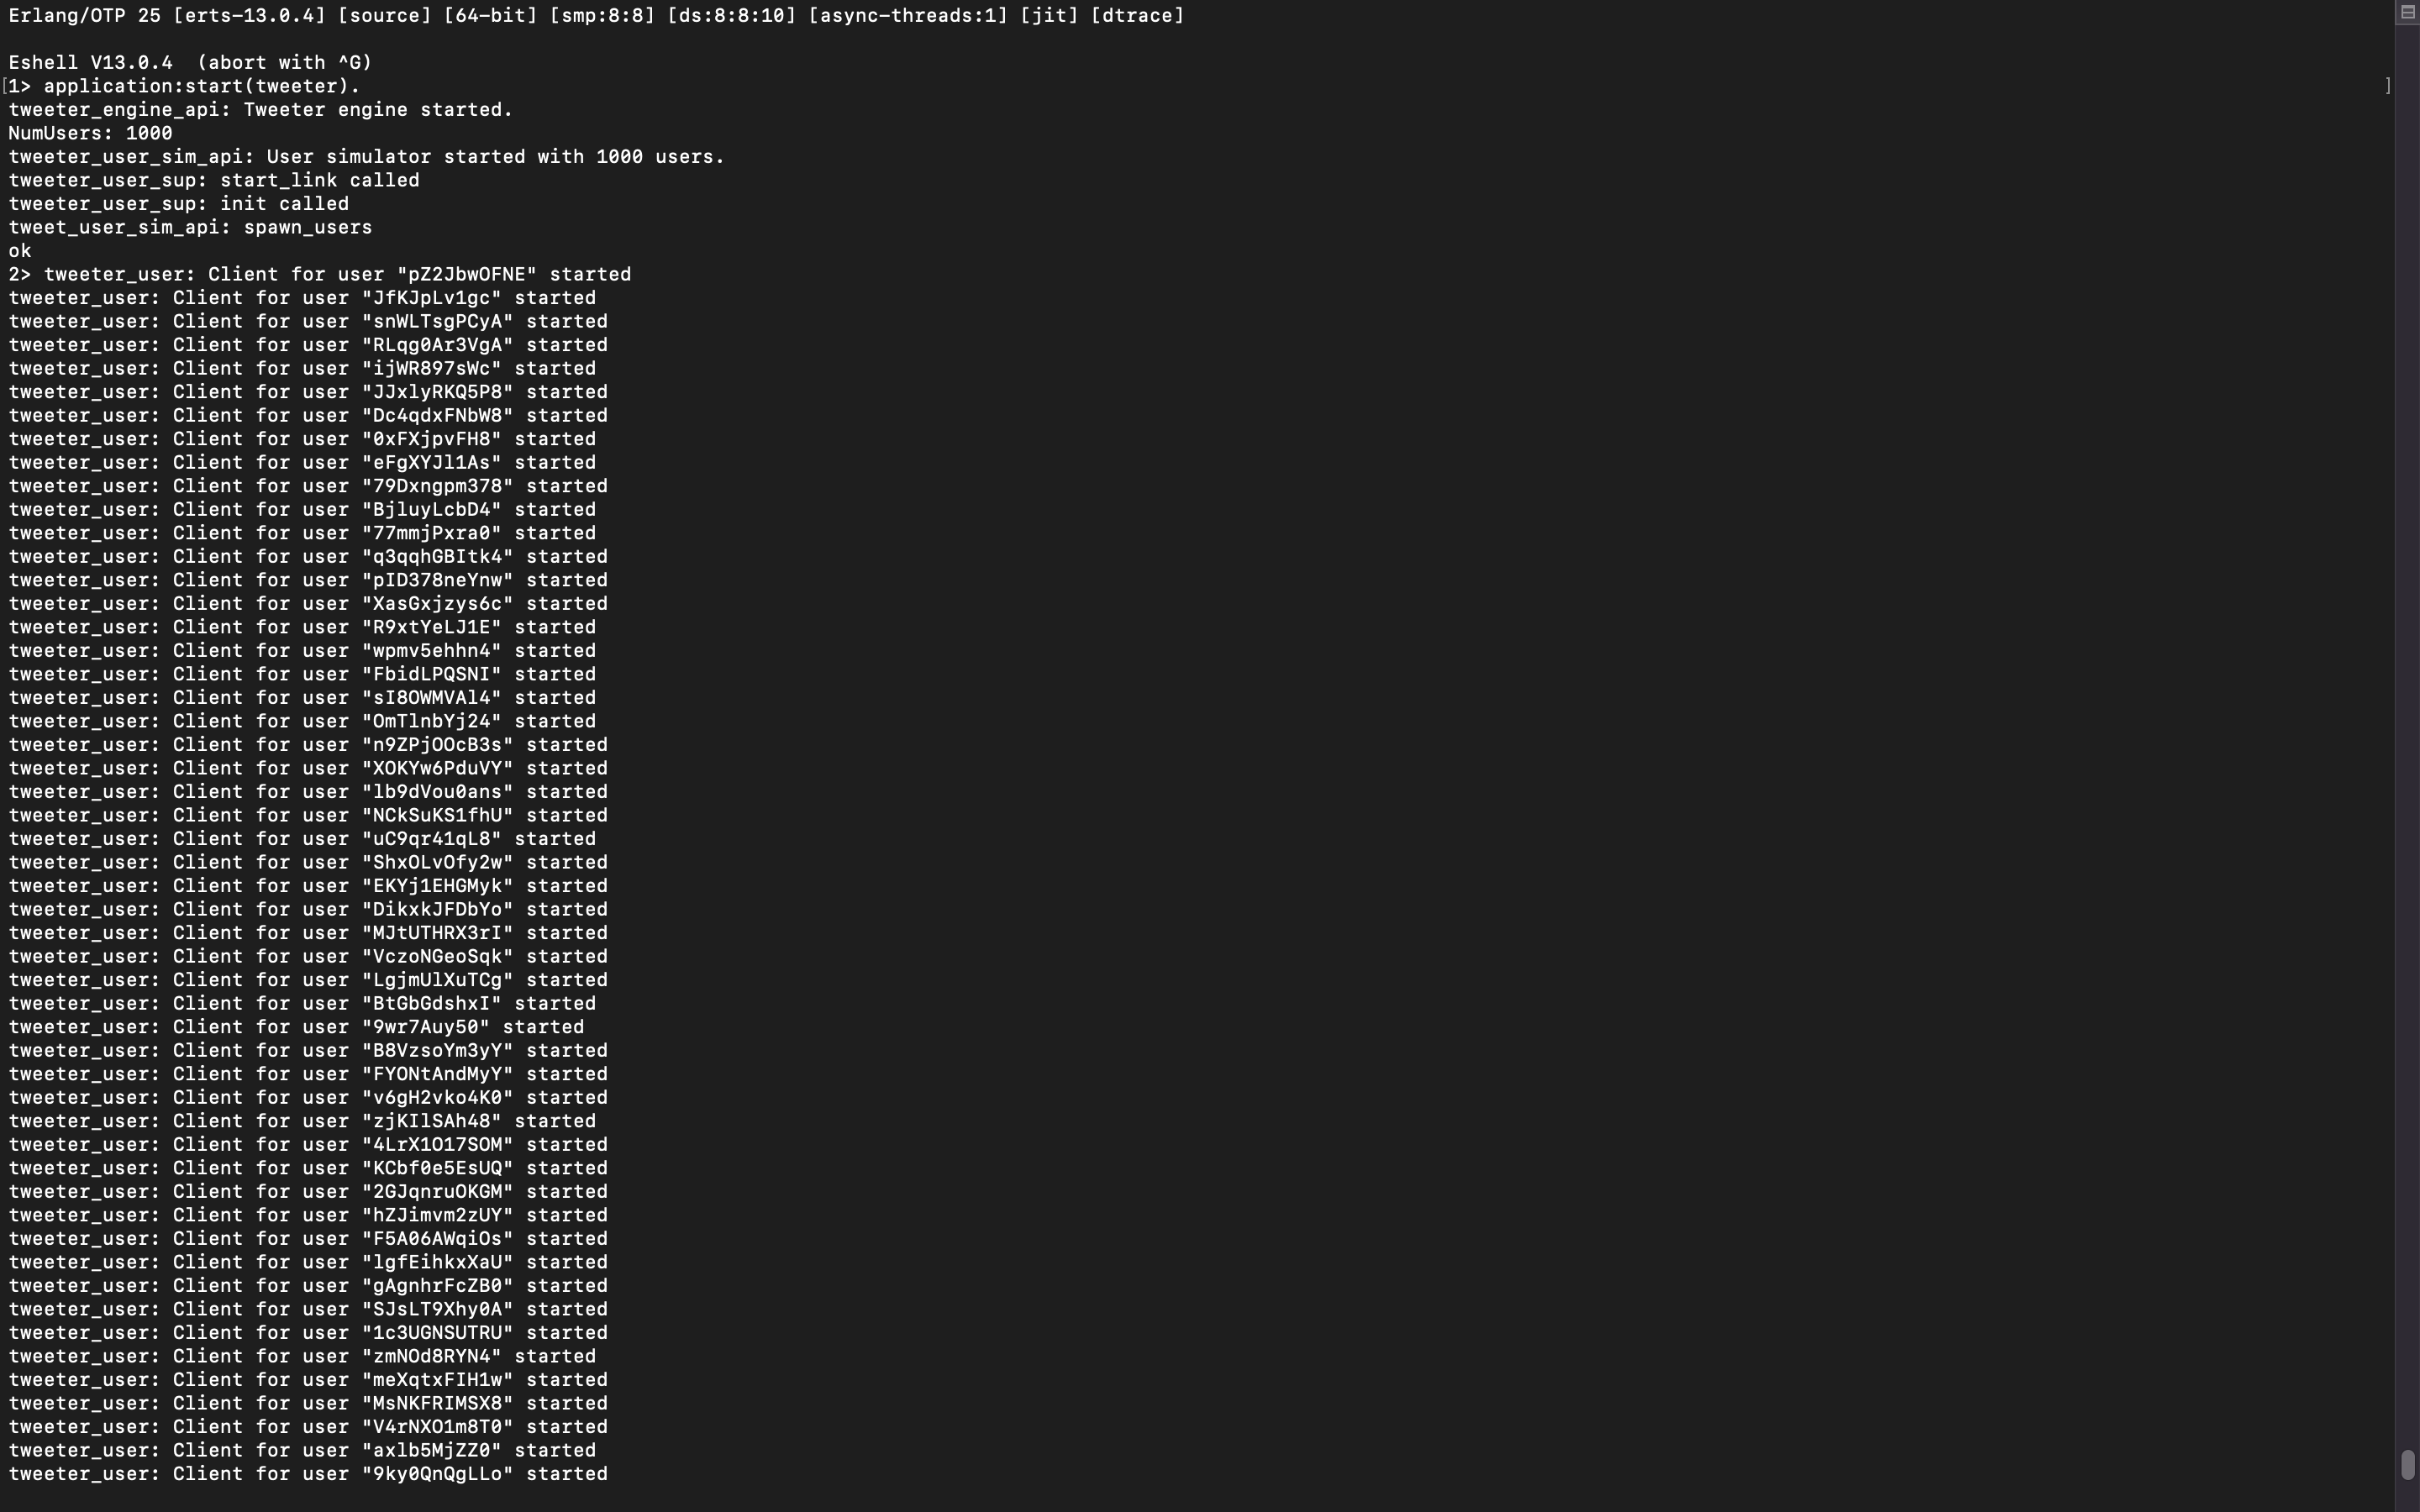 Erlang/OTP 25 [erts-13.0.4] [source] [64-bit] [smp:8:8] [ds:8:8:10] [async-threads:1] [jit] [dtrace]
Eshell V13.0.4  (abort with ^G)
[1> application:start(tweeter). ]
tweeter_engine_api: Tweeter engine started.
NumUsers: 1000
tweeter_user_sim_api: User simulator started with 1000 users.
tweeter_user_sup: start_link called
tweeter_user_sup: init called
tweet_user_sim_api: spawn_users
ok
2> tweeter_user: Client for user "pZ2JbwOFNE" started
tweeter_user: Client for user "JfKJpLv1gc" started
tweeter_user: Client for user "snWLTsgPCyA" started
tweeter_user: Client for user "RLqg0Ar3VgA" started
tweeter_user: Client for user "ijWR897sWc" started
tweeter_user: Client for user "JJxlyRKQ5P8" started
tweeter_user: Client for user "Dc4qdxFNbW8" started
tweeter_user: Client for user "0xFXjpvFH8" started
tweeter_user: Client for user "eFgXYJl1As" started
tweeter_user: Client for user "79Dxngpm378" started
tweeter_user: Client for user "BjluyLcbD4" started
tweeter_user: Client for user "77mmjPxra0" started
tweeter_user: Client for user "q3qqhGBItk4" started
tweeter_user: Client for user "pID378neYnw" started
tweeter_user: Client for user "XasGxjzys6c" started
tweeter_user: Client for user "R9xtYeLJ1E" started
tweeter_user: Client for user "wpmv5ehhn4" started
tweeter_user: Client for user "FbidLPQSNI" started
tweeter_user: Client for user "sI8OWMVAl4" started
tweeter_user: Client for user "OmTlnbYj24" started
tweeter_user: Client for user "n9ZPjOOcB3s" started
tweeter_user: Client for user "XOKYw6PduVY" started
tweeter_user: Client for user "lb9dVou0ans" started
tweeter_user: Client for user "NCkSuKS1fhU" started
tweeter_user: Client for user "uC9qr41qL8" started
tweeter_user: Client for user "ShxOLvOfy2w" started
tweeter_user: Client for user "EKYj1EHGMyk" started
tweeter_user: Client for user "DikxkJFDbYo" started
tweeter_user: Client for user "MJtUTHRX3rI" started
tweeter_user: Client for user "VczoNGeoSqk" started
tweeter_user: Client for user "LgjmUlXuTCg" started
tweeter_user: Client for user "BtGbGdshxI" started
tweeter_user: Client for user "9wr7Auy50" started
tweeter_user: Client for user "B8VzsoYm3yY" started
tweeter_user: Client for user "FYONtAndMyY" started
tweeter_user: Client for user "v6gH2vko4K0" started
tweeter_user: Client for user "zjKIlSAh48" started
tweeter_user: Client for user "4LrX1O17SOM" started
tweeter_user: Client for user "KCbf0e5EsUQ" started
tweeter_user: Client for user "2GJqnruOKGM" started
tweeter_user: Client for user "hZJimvm2zUY" started
tweeter_user: Client for user "F5A06AWqiOs" started
tweeter_user: Client for user "lgfEihkxXaU" started
tweeter_user: Client for user "gAgnhrFcZB0" started
tweeter_user: Client for user "SJsLT9Xhy0A" started
tweeter_user: Client for user "1c3UGNSUTRU" started
tweeter_user: Client for user "zmNOd8RYN4" started
tweeter_user: Client for user "meXqtxFIH1w" started
tweeter_user: Client for user "MsNKFRIMSX8" started
tweeter_user: Client for user "V4rNXO1m8T0" started
tweeter_user: Client for user "axlb5MjZZ0" started
tweeter_user: Client for user "9ky0QnQgLLo" started